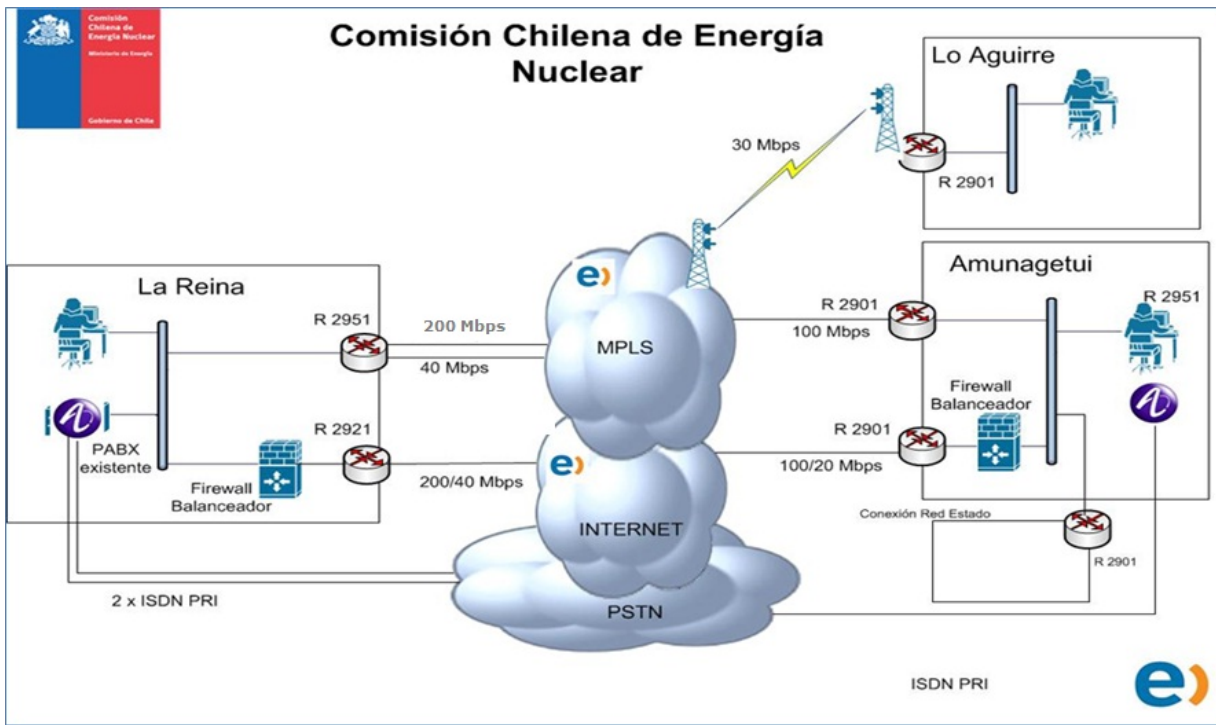 Comisión
Chilena de
Energía Nuclear
Ministerio de Energía
Gobierno de Chile
Comisión Chilena de Energía
Nuclear
Lo Aguirre
30 Mbps
R 2901
La Reina
R 2951
200 Mbps
40 Mbps
e)
MPLS
R 2901
100 Mbps
Amunagetui
R 2951
Firewall
Balanceador
PABX
existente
R 2921
Firewall
Balanceador
200/40 Mbps
e)
INTERNET
R 2901
100/20 Mbps
Conexión Red Estado
R 2901
2 x ISDN PRI
PSTN
ISDN PRI
e)